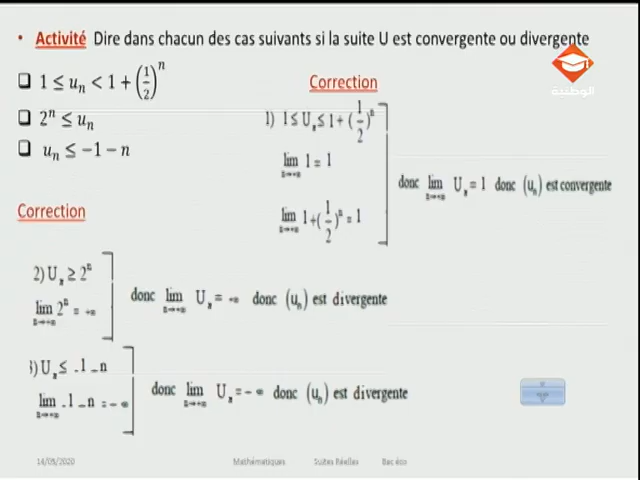 • Activité Dire dans chacun des cas suivants si la suite U est convergente ou divergente
❑ 1 ≤ uₙ < 1 + (1/2)ⁿ
❑ 2ⁿ ≤ uₙ
❑ uₙ ≤ −1 − n
الوطنية
Correction
1) 1 ≤ Uₙ ≤ 1 + (1/2)ⁿ
lim 1 = 1
n→+∞
lim 1 + (1/2)ⁿ = 1
n→+∞
donc lim Uₙ = 1 donc (uₙ) est convergente
n→+∞
Correction
2) Uₙ ≥ 2ⁿ
lim 2ⁿ = +∞
n→+∞
donc lim Uₙ = +∞ donc (uₙ) est divergente
n→+∞
3) Uₙ ≤ -1 - n
lim -1 - n = -∞
n→+∞
donc lim Uₙ = -∞ donc (uₙ) est divergente
n→+∞
14/05/2020 Mathématiques Suites Réelles Bac éco